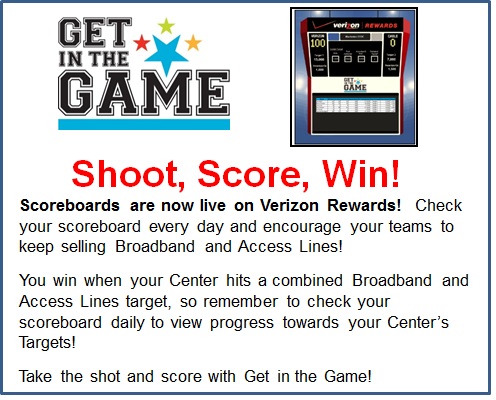 GET
IN THE
GAME
verizon REWARDS
VERIZON
100
0
GET
IN THE
GAME
Shoot, Score, Win!
Scoreboards are now live on Verizon Rewards! Check
your scoreboard every day and encourage your teams to
keep selling Broadband and Access Lines!
You win when your Center hits a combined Broadband and
Access Lines target, so remember to check your
scoreboard daily to view progress towards your Center's
Targets!
Take the shot and score with Get in the Game!